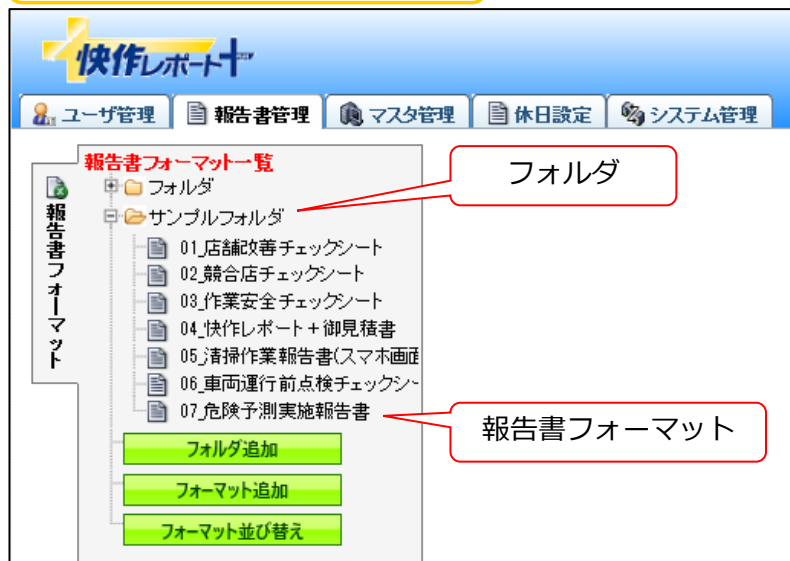 快作レポート+
ユーザ管理 報告書管理 マスタ管理 休日設定 システム管理
報告書フォーマット
報告書フォーマット一覧
フォルダ
サンプルフォルダ
01_店舗改善チェックシート
02_競合店チェックシート
03_作業安全チェックシート
04_快作レポート+御見積書
05_清掃作業報告書(スマホ画面
06_車両運行前点検チェックシー
07_危険予測実施報告書
フォルダ追加
フォーマット追加
フォーマット並び替え
フォルダ
報告書フォーマット